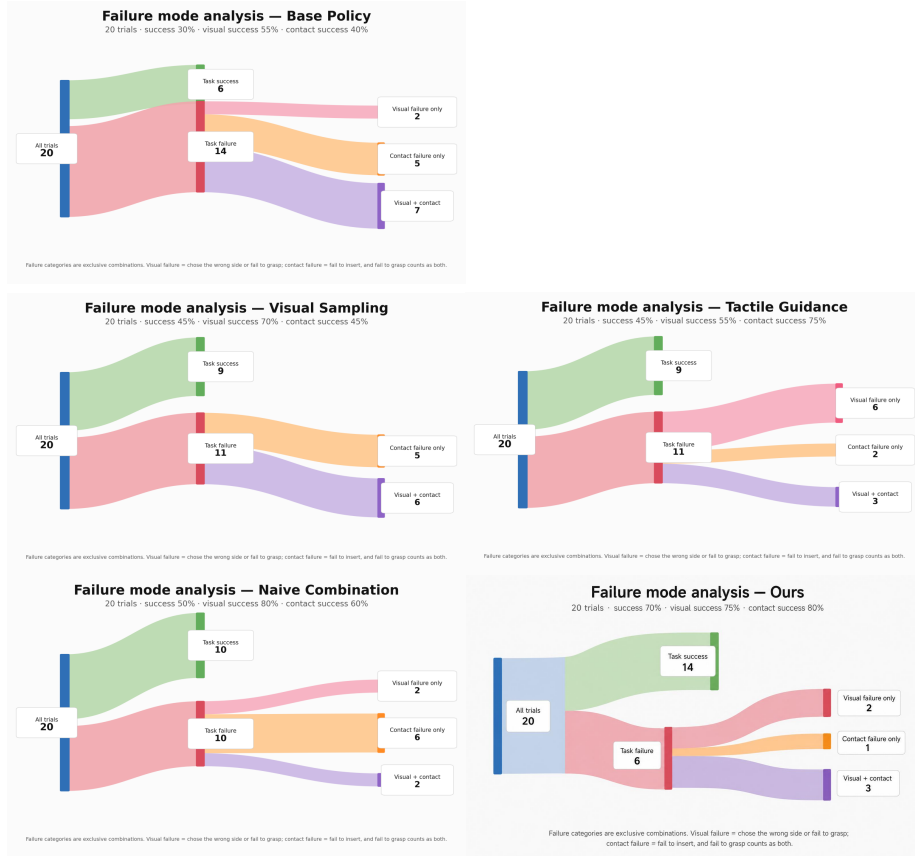 Failure mode analysis — Base Policy
20 trials · success 30% · visual success 55% · contact success 40%
Task success
6
Visual failure only
2
All trials
20
Task failure
14
Contact failure only
5
Visual + contact
7
Failure categories are exclusive combinations. Visual failure = chose the wrong side or fail to grasp; contact failure = fail to insert, and fail to grasp counts as both.
Failure mode analysis — Visual Sampling
20 trials · success 45% · visual success 70% · contact success 45%
Task success
9
All trials
20
Task failure
11
Contact failure only
5
Visual + contact
6
Failure categories are exclusive combinations. Visual failure = chose the wrong side or fail to grasp; contact failure = fail to insert, and fail to grasp counts as both.
Failure mode analysis — Tactile Guidance
20 trials · success 45% · visual success 55% · contact success 75%
Task success
9
Visual failure only
6
All trials
20
Task failure
11
Contact failure only
2
Visual + contact
3
Failure categories are exclusive combinations. Visual failure = chose the wrong side or fail to grasp; contact failure = fail to insert, and fail to grasp counts as both.
Failure mode analysis — Naive Combination
20 trials · success 50% · visual success 80% · contact success 60%
Task success
10
Visual failure only
2
All trials
20
Task failure
10
Contact failure only
6
Visual + contact
2
Failure categories are exclusive combinations. Visual failure = chose the wrong side or fail to grasp; contact failure = fail to insert, and fail to grasp counts as both.
Failure mode analysis — Ours
20 trials · success 70% · visual success 75% · contact success 80%
Task success
14
Visual failure only
2
All trials
20
Task failure
6
Contact failure only
1
Visual + contact
3
Failure categories are exclusive combinations. Visual failure = chose the wrong side or fail to grasp;
contact failure = fail to insert, and fail to grasp counts as both.